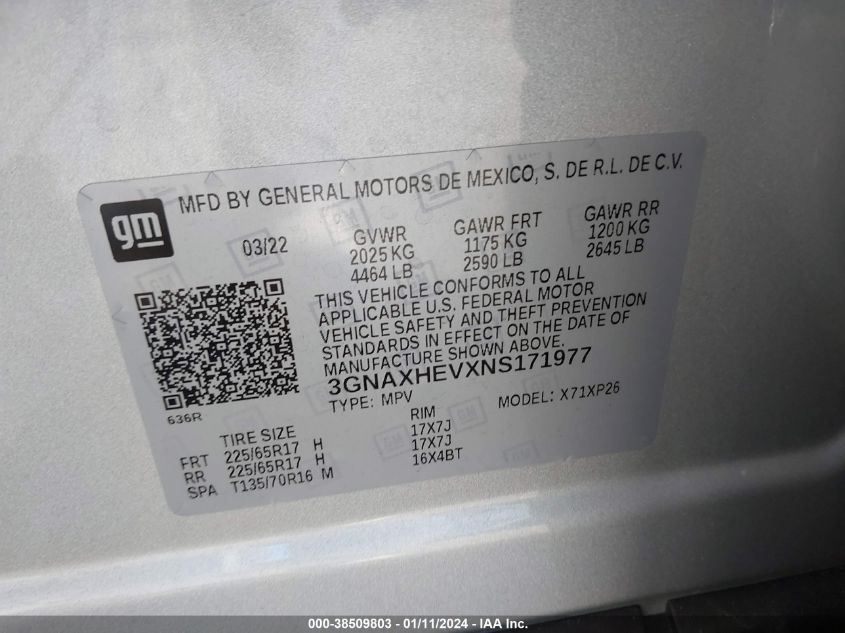 gm
MFD BY GENERAL MOTORS DE MEXICO, S. DE R.L. DE C.V.
03/22
GVWR GAWR FRT GAWR RR
2025 KG 1175 KG 1200 KG
4464 LB 2590 LB 2645 LB
THIS VEHICLE CONFORMS TO ALL
APPLICABLE U.S. FEDERAL MOTOR
VEHICLE SAFETY AND THEFT PREVENTION
STANDARDS IN EFFECT ON THE DATE OF
MANUFACTURE SHOWN ABOVE.
3GNAXHEVXNS171977
TYPE: MPV MODEL: X71XP26
636R
TIRE SIZE RIM
FRT 225/65R17 H 17X7J
RR 225/65R17 H 17X7J
SPA T135/70R16 M 16X4BT
000-38509803 - 01/11/2024 - IAA Inc.